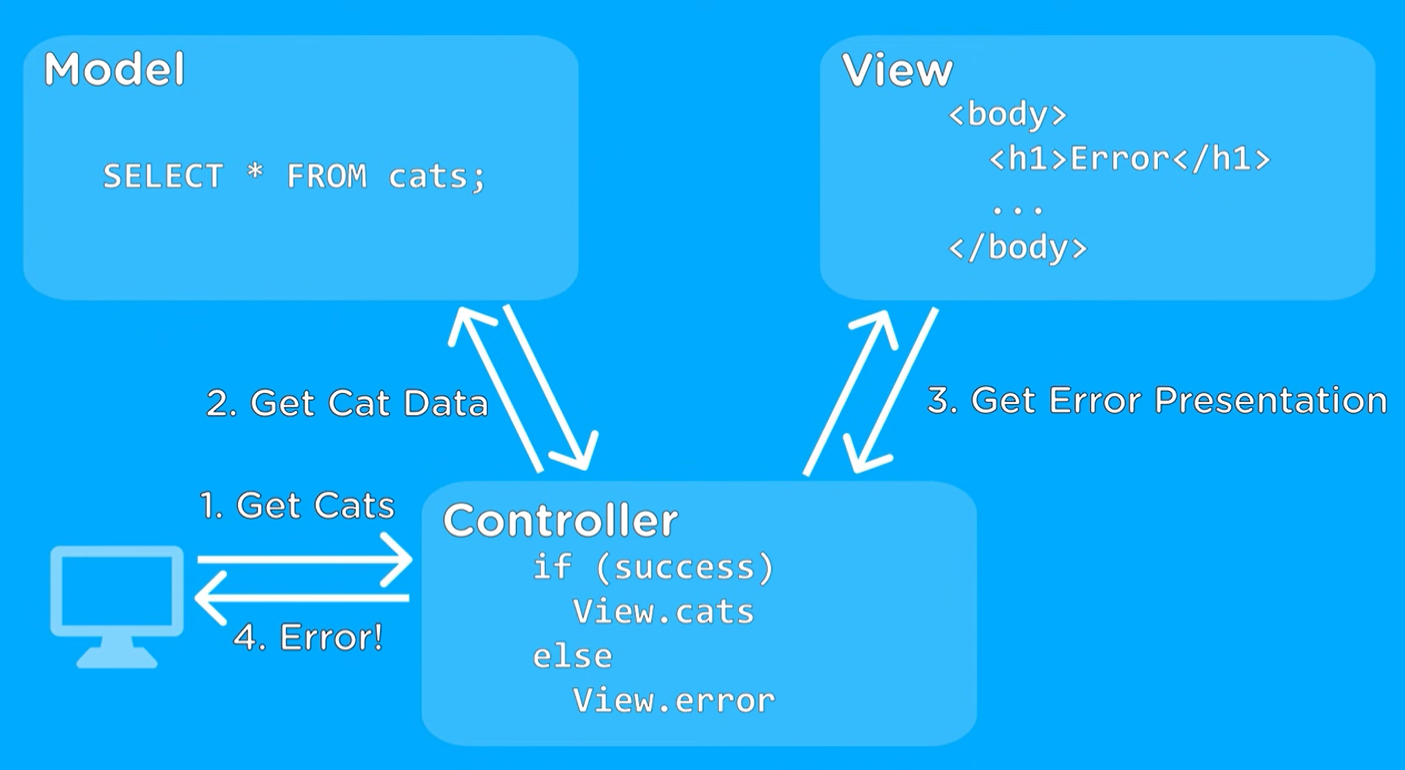 Model
SELECT * FROM cats;
View
<body>
<h1>Error</h1>
...
</body>
2. Get Cat Data
3. Get Error Presentation
1. Get Cats
4. Error!
Controller
if (success)
View.cats
else
View.error